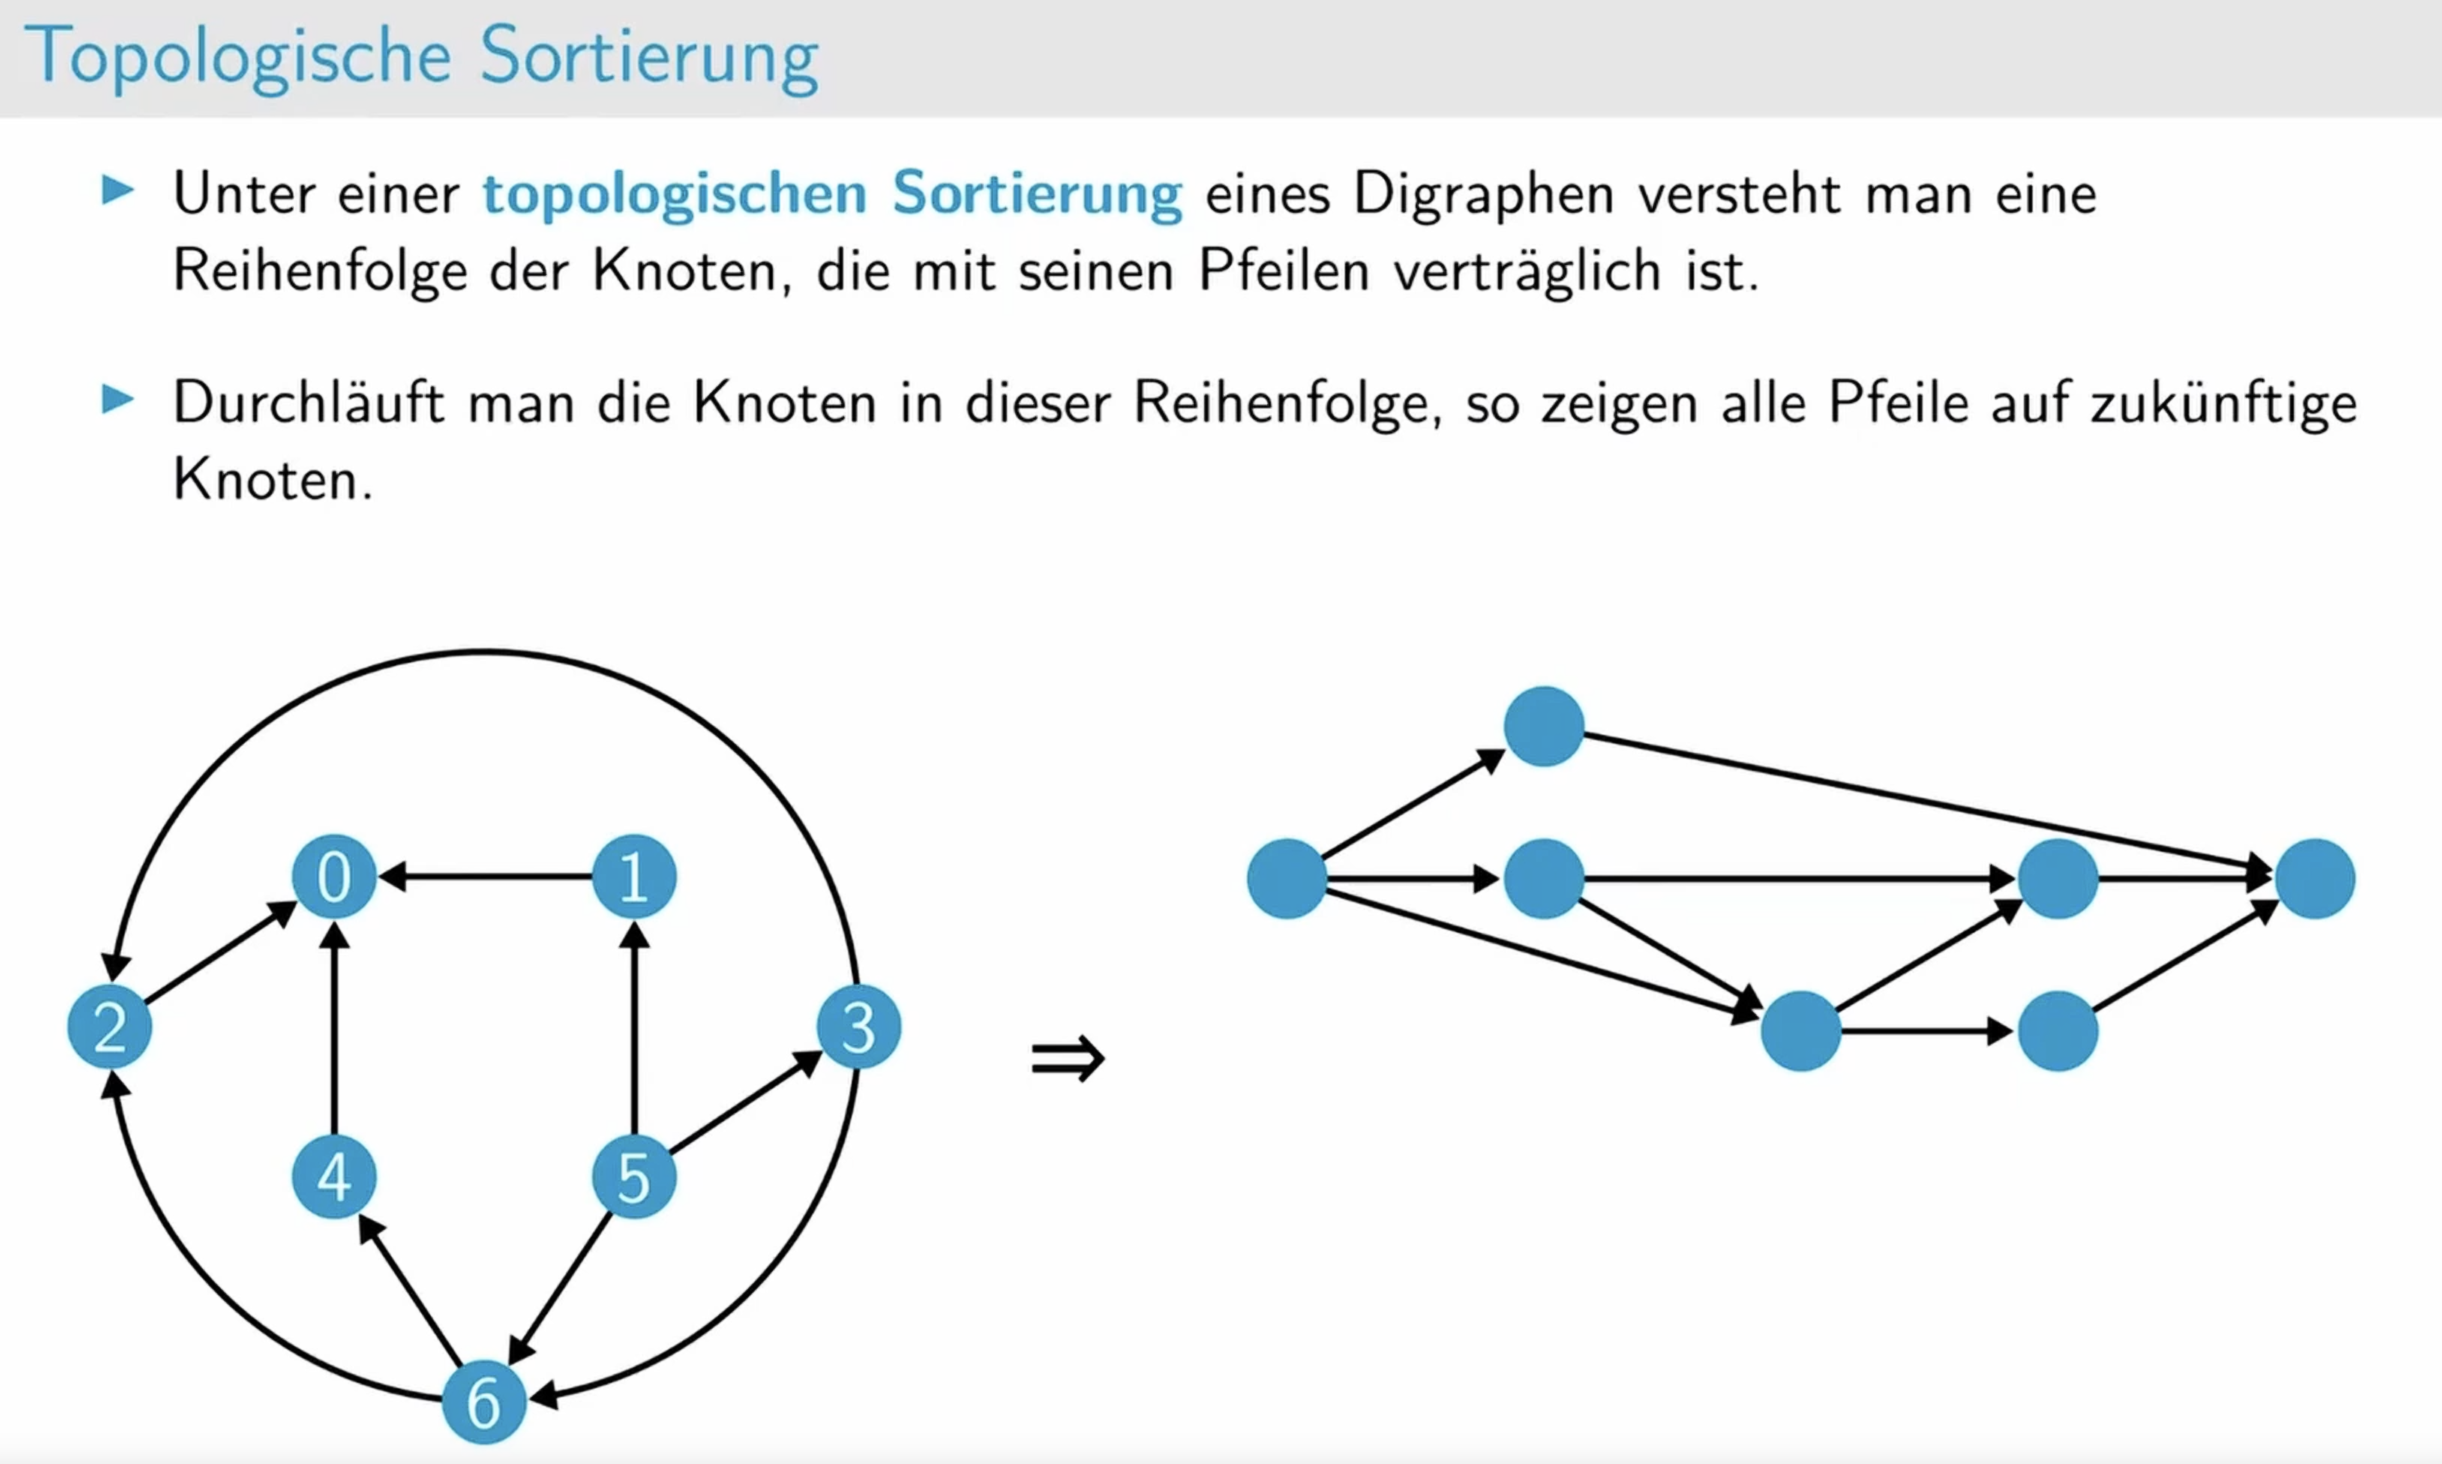 Topologische Sortierung
Unter einer topologischen Sortierung eines Digraphen versteht man eine
Reihenfolge der Knoten, die mit seinen Pfeilen verträglich ist.
Durchläuft man die Knoten in dieser Reihenfolge, so zeigen alle Pfeile auf zukünftige
Knoten.
0
1
2
3
⇒
4
5
6